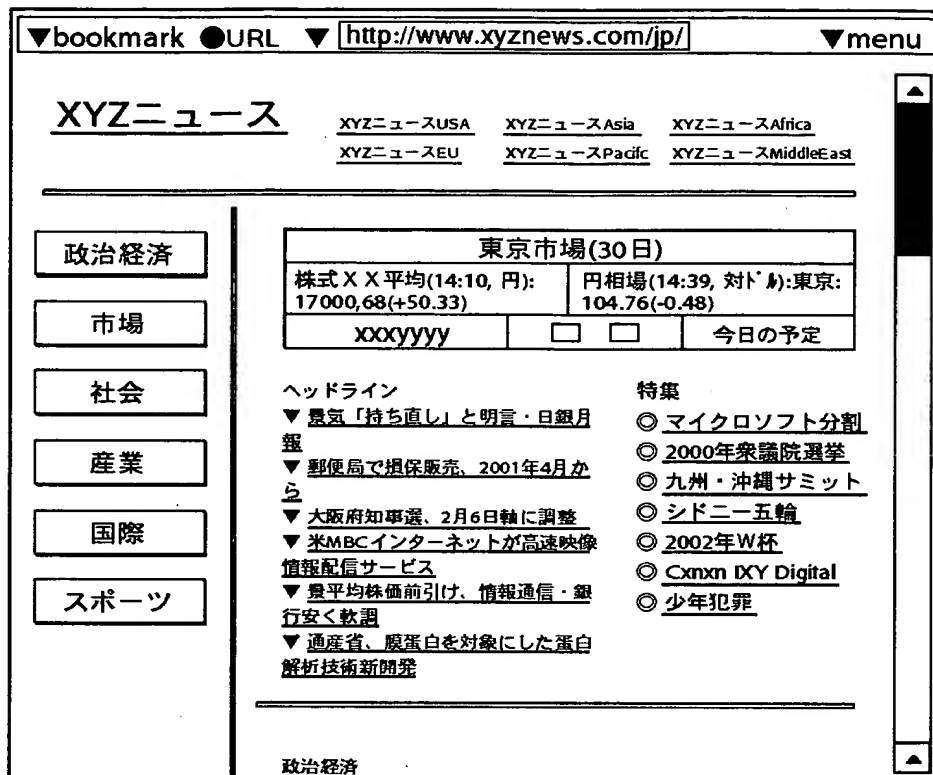 ▼bookmark ●URL ▼ http://www.xyznews.com/jp/ ▼menu
XYZニュース
XYZニュースUSA XYZニュースAsia XYZニュースAfrica
XYZニュースEU XYZニュースPacifc XYZニュースMiddleEast
政治経済
市場
社会
産業
国際
スポーツ
東京市場(30日)
株式XX平均(14:10, 円):
17000,68(+50.33)
円相場(14:39, 対ドル):東京:
104.76(-0.48)
xxxyyyy
今日の予定
ヘッドライン
▼ 景気「持ち直し」と明言・日銀月
報
▼ 郵便局で損保販売、2001年4月か
ら
▼ 大阪府知事選、2月6日軸に調整
▼ 米MBCインターネットが高速映像
情報配信サービス
▼ 景平均株価前引け、情報通信・銀
行安く軟調
▼ 通産省、膜蛋白を対象にした蛋白
解析技術新開発
特集
◎ マイクロソフト分割
◎ 2000年衆議院選挙
◎ 九州・沖縄サミット
◎ シドニー五輪
◎ 2002年W杯
◎ Cxnxn IXY Digital
◎ 少年犯罪
政治経済